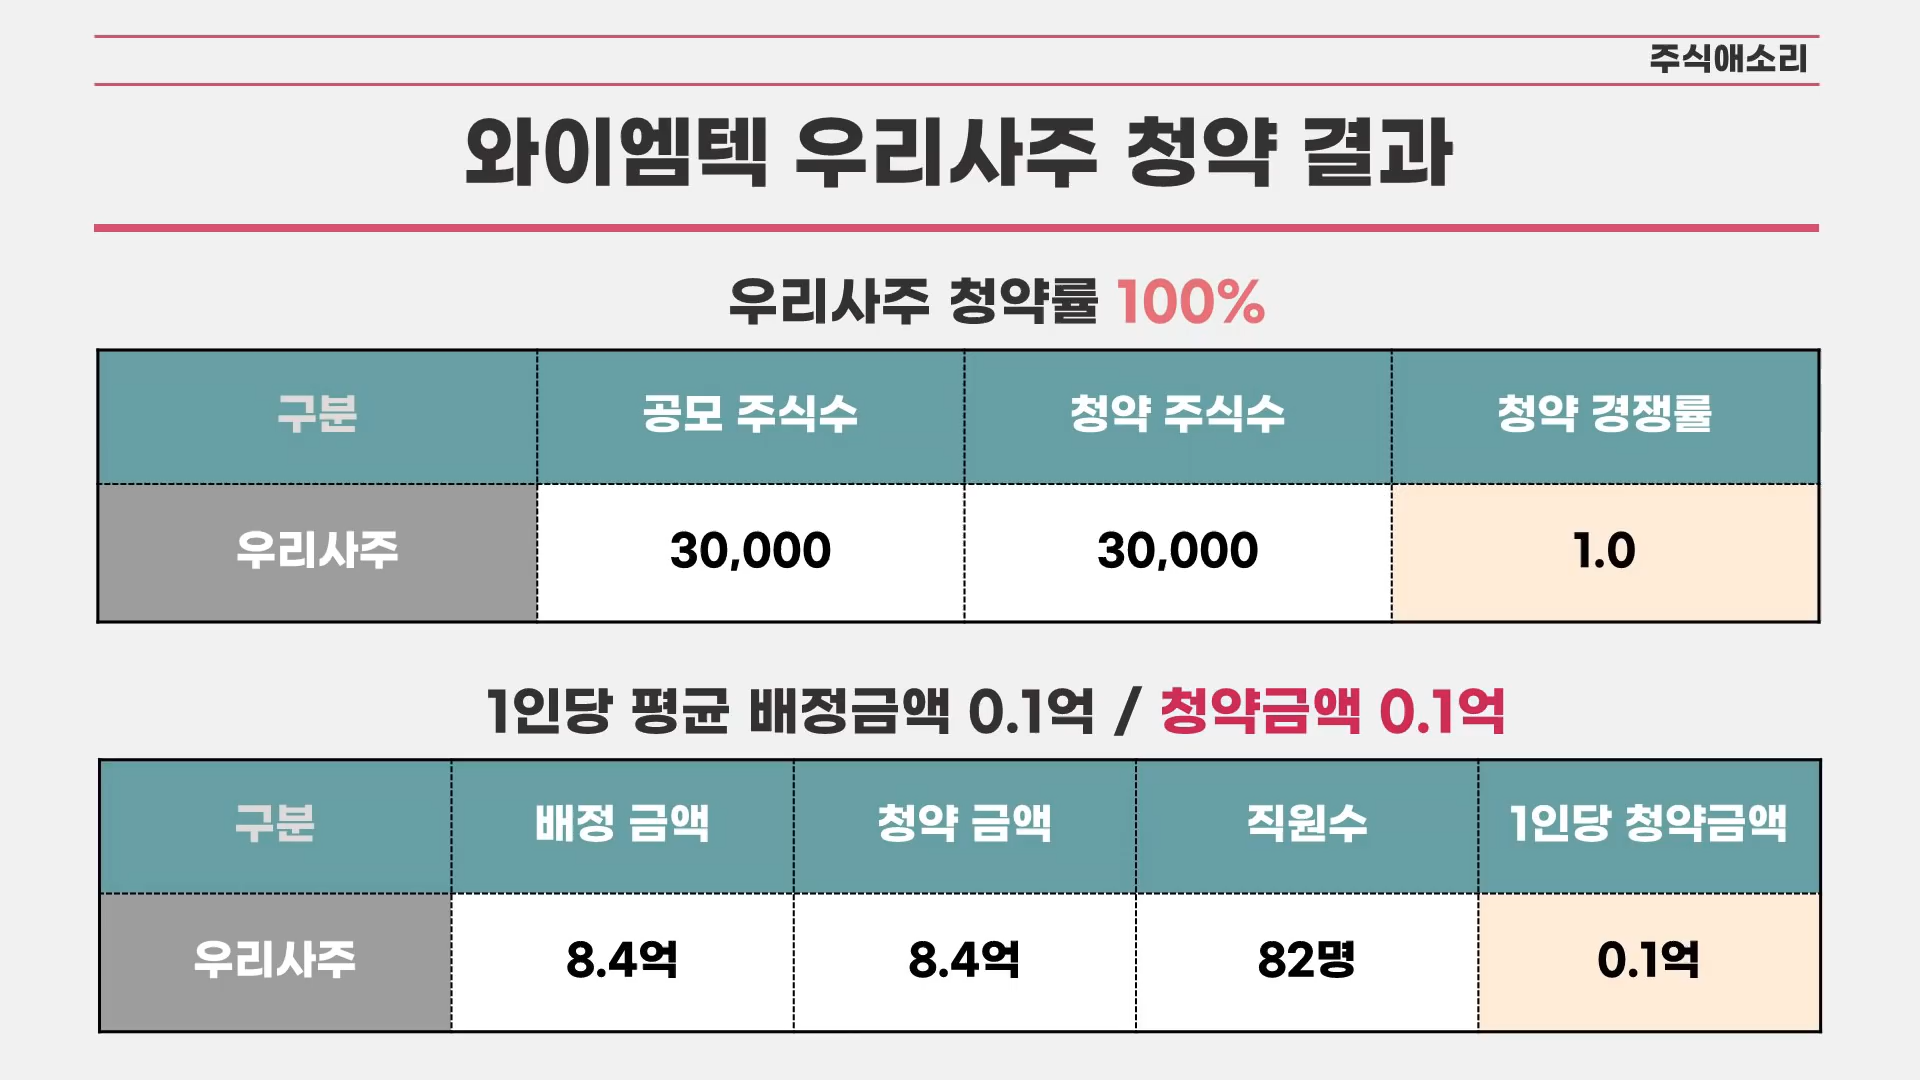 주식애소리
와이엠텍 우리사주 청약 결과
우리사주 청약률 100%
구분 공모 주식수 청약 주식수 청약 경쟁률
우리사주 30,000 30,000 1.0
1인당 평균 배정금액 0.1억 / 청약금액 0.1억
구분 배정 금액 청약 금액 직원수 1인당 청약금액
우리사주 8.4억 8.4억 82명 0.1억